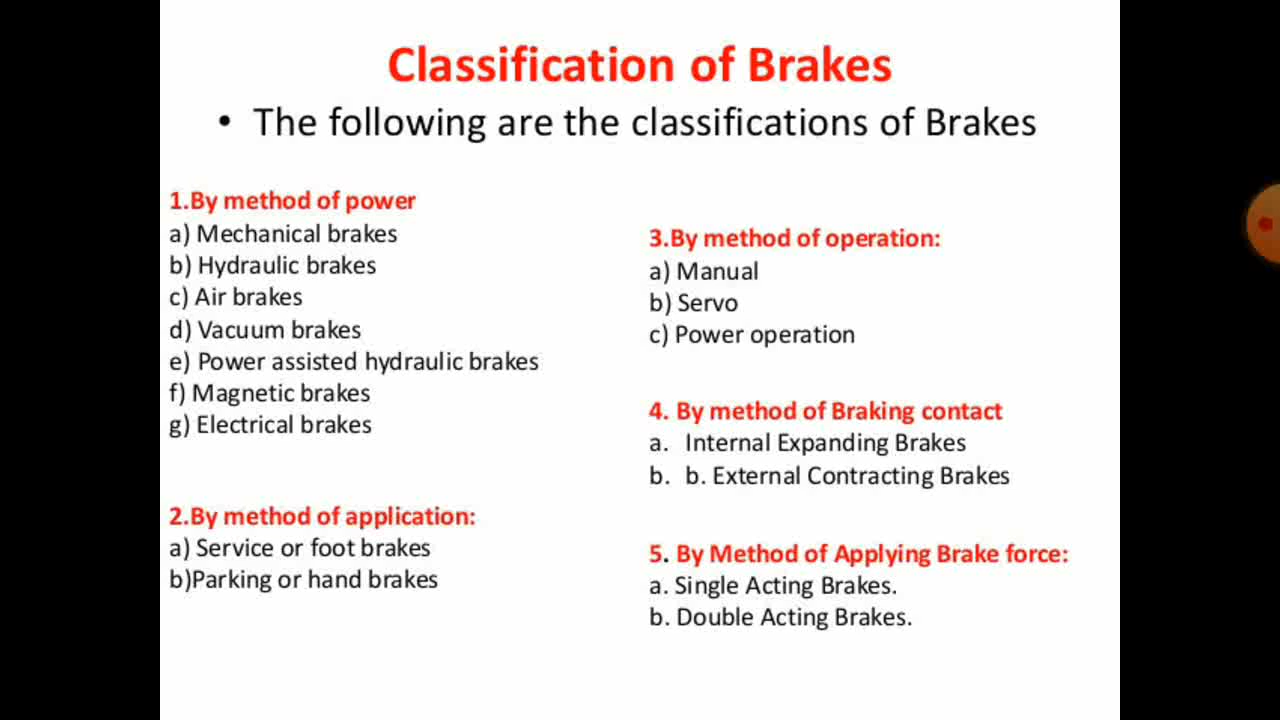 Classification of Brakes
• The following are the classifications of Brakes
1.By method of power
a) Mechanical brakes
b) Hydraulic brakes
c) Air brakes
d) Vacuum brakes
e) Power assisted hydraulic brakes
f) Magnetic brakes
g) Electrical brakes
2.By method of application:
a) Service or foot brakes
b)Parking or hand brakes
3.By method of operation:
a) Manual
b) Servo
c) Power operation
4. By method of Braking contact
a. Internal Expanding Brakes
b. b. External Contracting Brakes
5. By Method of Applying Brake force:
a. Single Acting Brakes.
b. Double Acting Brakes.